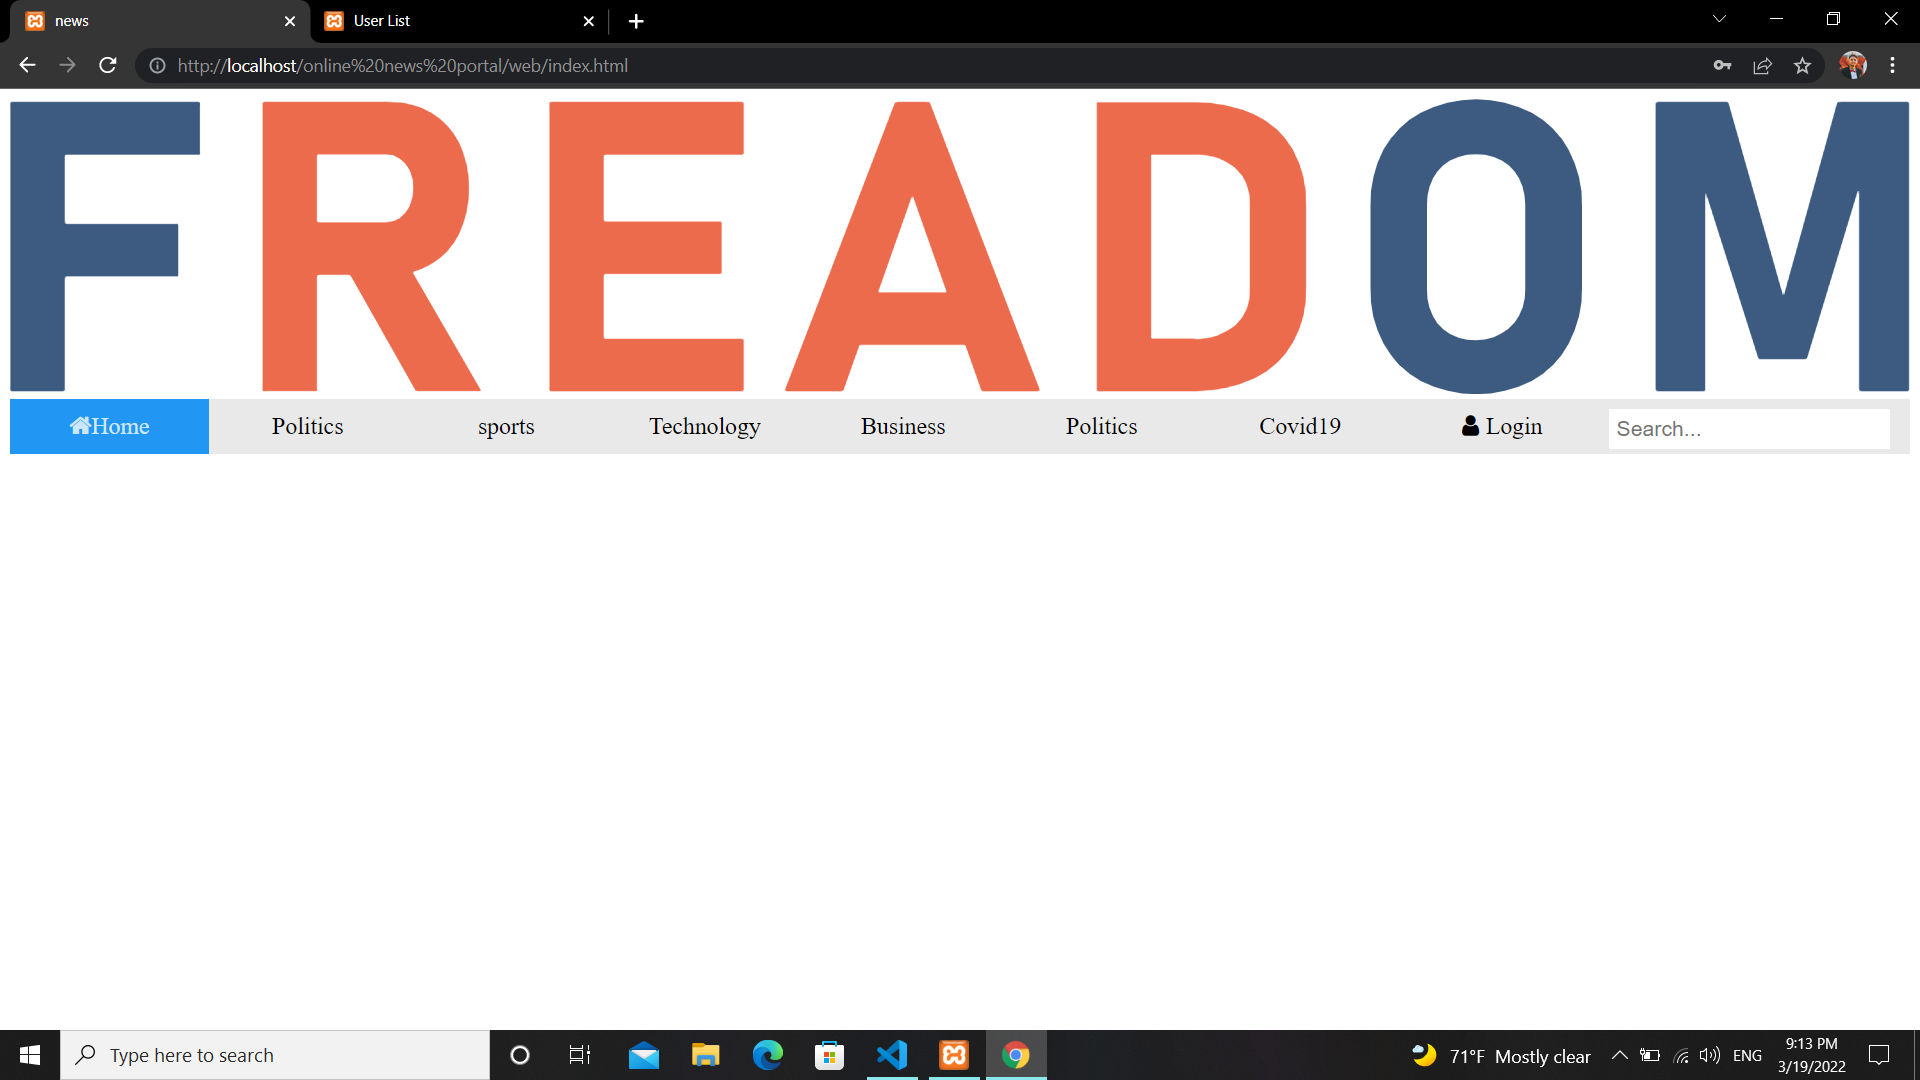 news
User List
http://localhost/online%20news%20portal/web/index.html
FREADOM
Home Politics sports Technology Business Politics Covid19 Login Search...
Type here to search
71°F Mostly clear
ENG
9:13 PM
3/19/2022